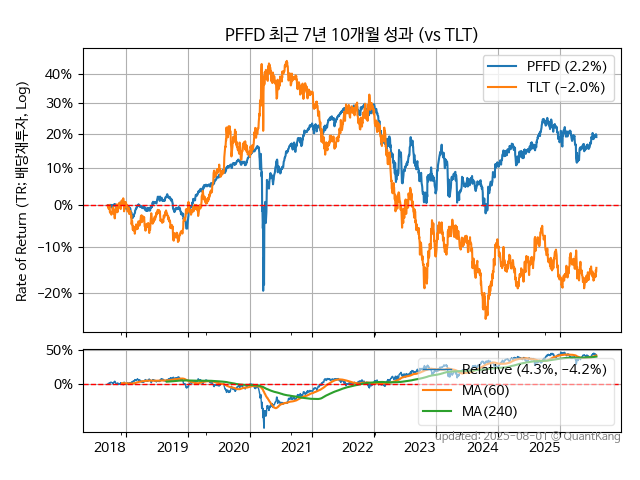 PFFD 최근 7년 10개월 성과 (vs TLT)
Rate of Return (TR: 배당재투자, Log)
40%
30%
20%
10%
0%
−10%
−20%
PFFD (2.2%)
TLT (−2.0%)
50%
0%
Relative (4.3%, −4.2%)
MA(60)
MA(240)
2018
2019
2020
2021
2022
2023
2024
2025
updated: 2025-08-01 © QuantKang